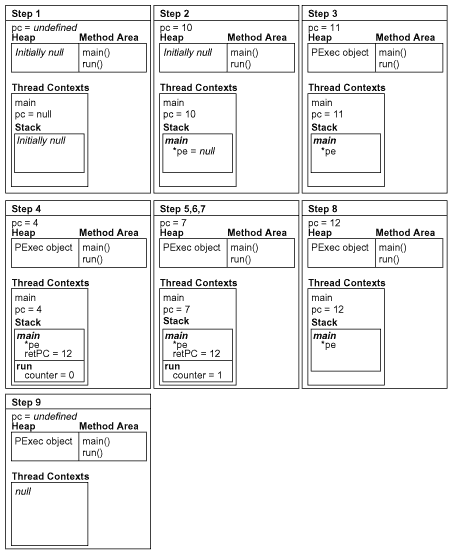 Step 1
pc = undefined
Heap Method Area
Initially null main()
run()
Thread Contexts
main
pc = null
Stack
Initially null
Step 2
pc = 10
Heap Method Area
Initially null main()
run()
Thread Contexts
main
pc = 10
Stack
main
*pe = null
Step 3
pc = 11
Heap Method Area
PExec object main()
run()
Thread Contexts
main
pc = 11
Stack
main
*pe
Step 4
pc = 4
Heap Method Area
PExec object main()
run()
Thread Contexts
main
pc = 4
Stack
main
*pe
retPC = 12
run
counter = 0
Step 5,6,7
pc = 7
Heap Method Area
PExec object main()
run()
Thread Contexts
main
pc = 7
Stack
main
*pe
retPC = 12
run
counter = 1
Step 8
pc = 12
Heap Method Area
PExec object main()
run()
Thread Contexts
main
pc = 12
Stack
main
*pe
Step 9
pc = undefined
Heap Method Area
PExec object main()
run()
Thread Contexts
null